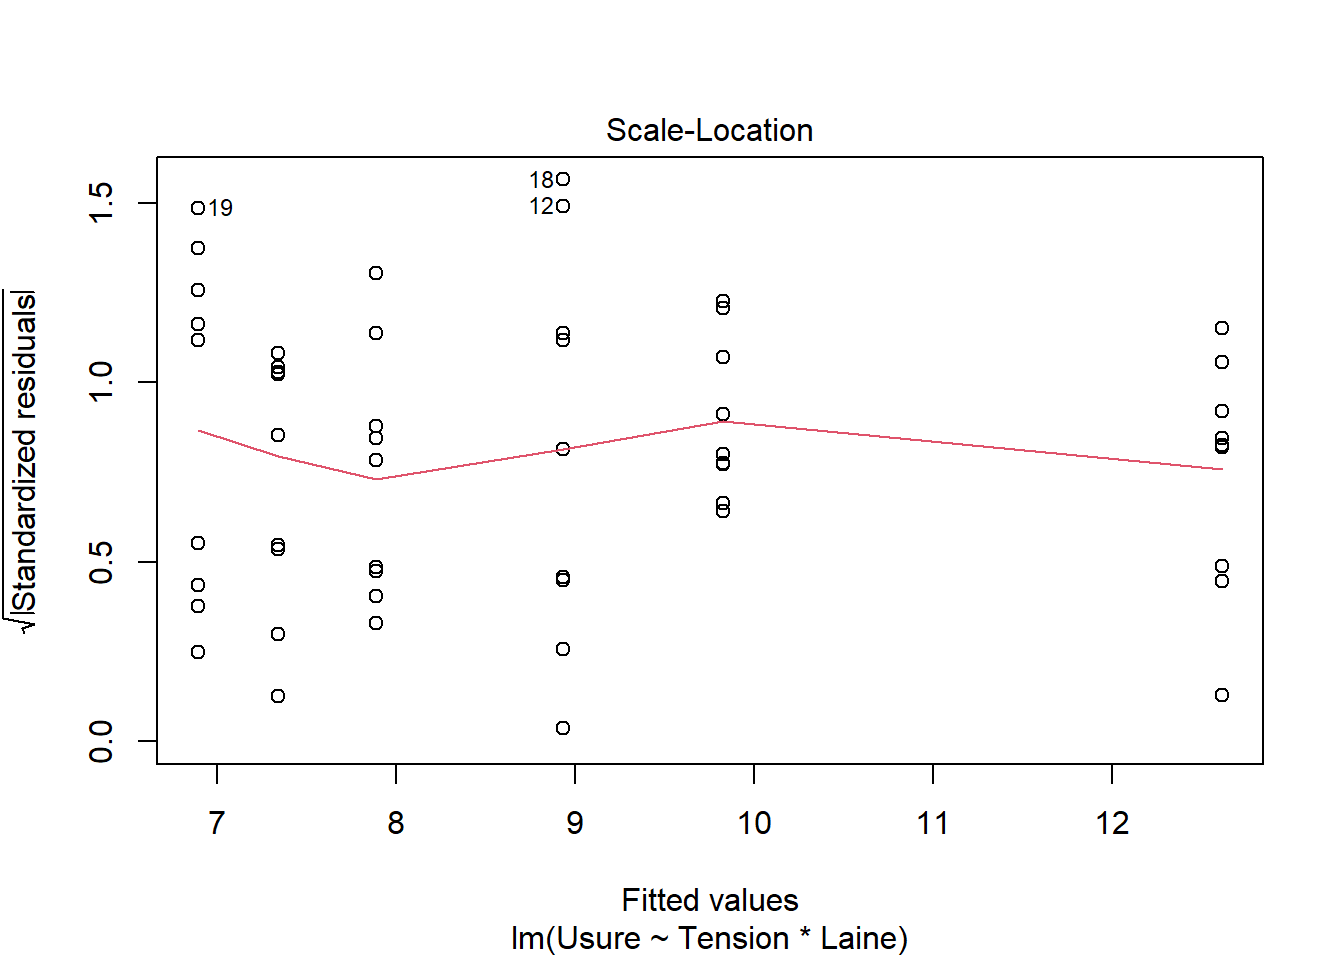 Scale-Location
√|Standardized residuals|
1.5
1.0
0.5
0.0
19
18
12
7 8 9 10 11 12
Fitted values
lm(Usure ~ Tension * Laine)